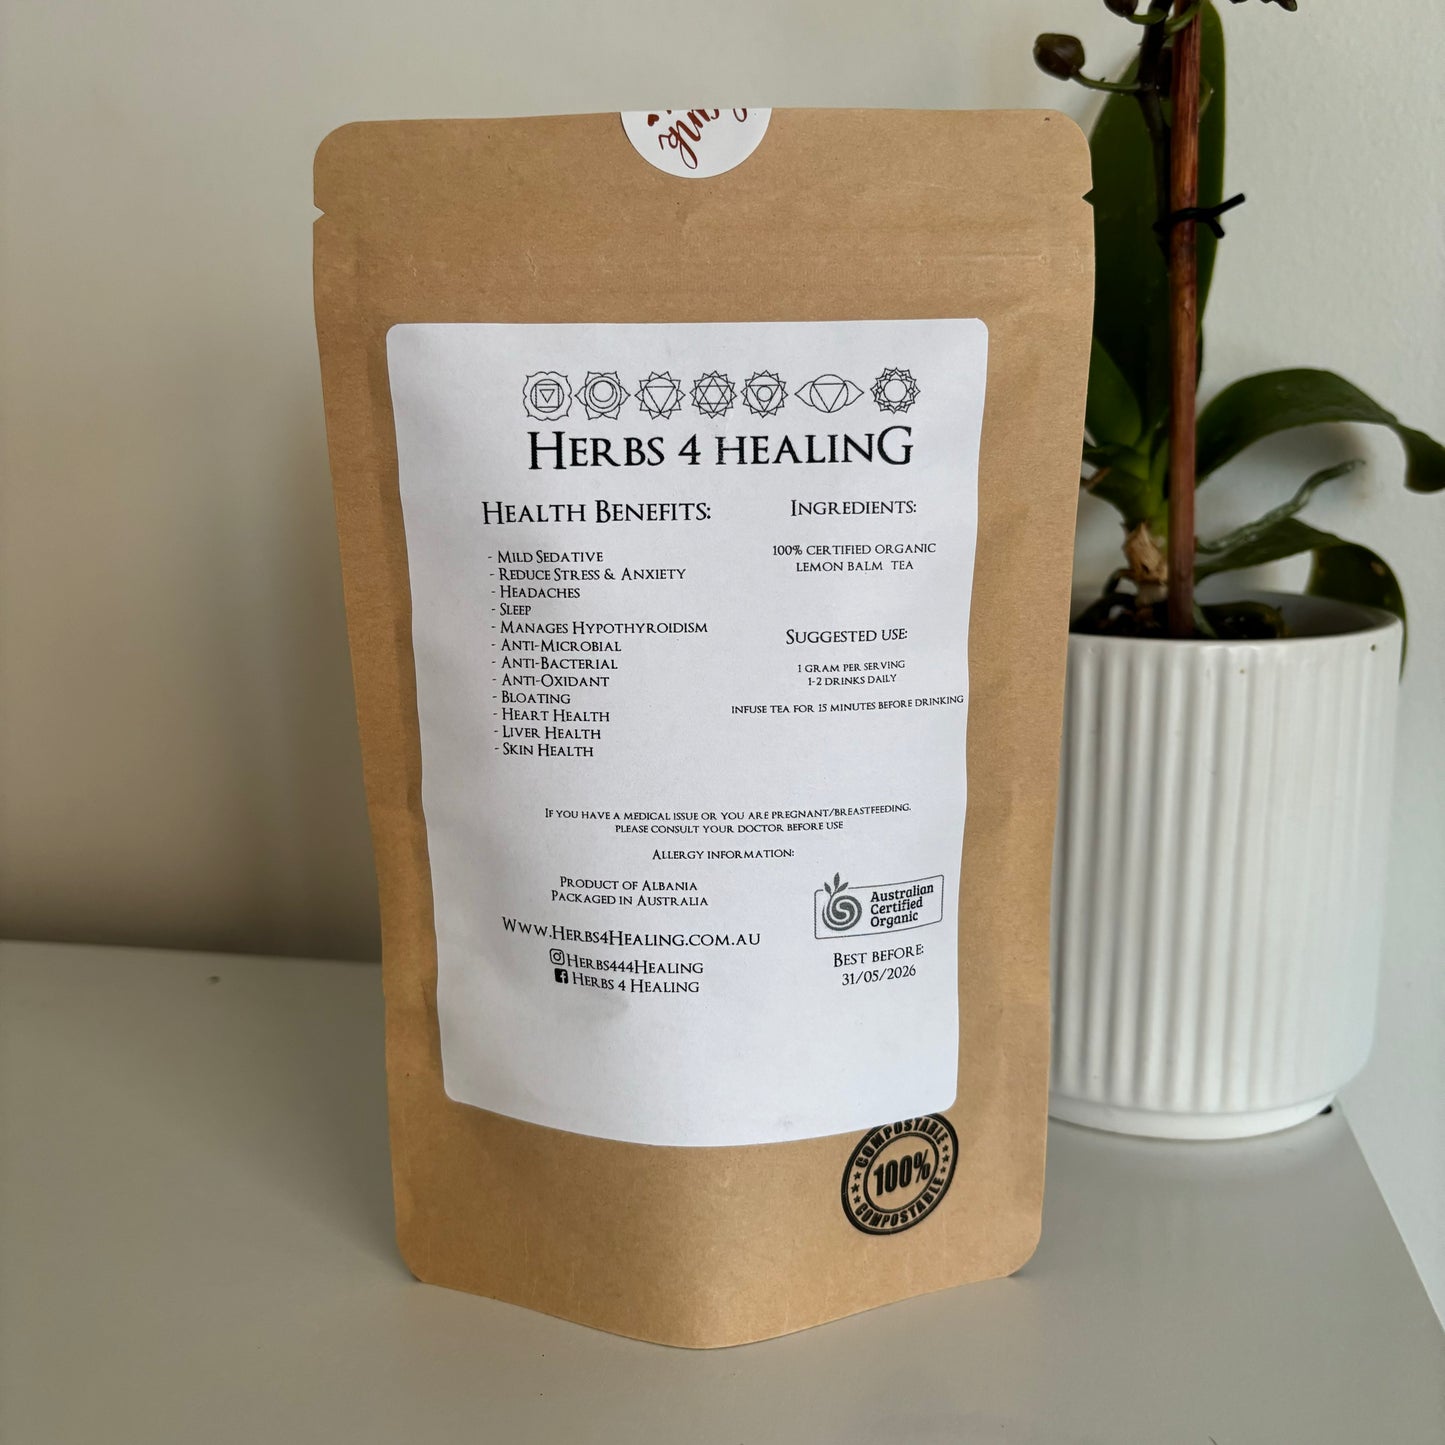 HERBS 4 HEALING
HEALTH BENEFITS:
- MILD SEDATIVE
- REDUCE STRESS & ANXIETY
- HEADACHES
- SLEEP
- MANAGES HYPOTHYROIDISM
- ANTI-MICROBIAL
- ANTI-BACTERIAL
- ANTI-OXIDANT
- BLOATING
- HEART HEALTH
- LIVER HEALTH
- SKIN HEALTH
INGREDIENTS:
100% CERTIFIED ORGANIC
LEMON BALM TEA
SUGGESTED USE:
1 GRAM PER SERVING
1-2 DRINKS DAILY
INFUSE TEA FOR 15 MINUTES BEFORE DRINKING
IF YOU HAVE A MEDICAL ISSUE OR YOU ARE PREGNANT/BREASTFEEDING.
PLEASE CONSULT YOUR DOCTOR BEFORE USE
ALLERGY INFORMATION:
PRODUCT OF ALBANIA
PACKAGED IN AUSTRALIA
WWW.HERBS4HEALING.COM.AU
HERBS444HEALING
HERBS 4 HEALING
Australian
Certified
Organic
BEST BEFORE:
31/05/2026
COMPOSTABLE
100%
COMPOSTABLE